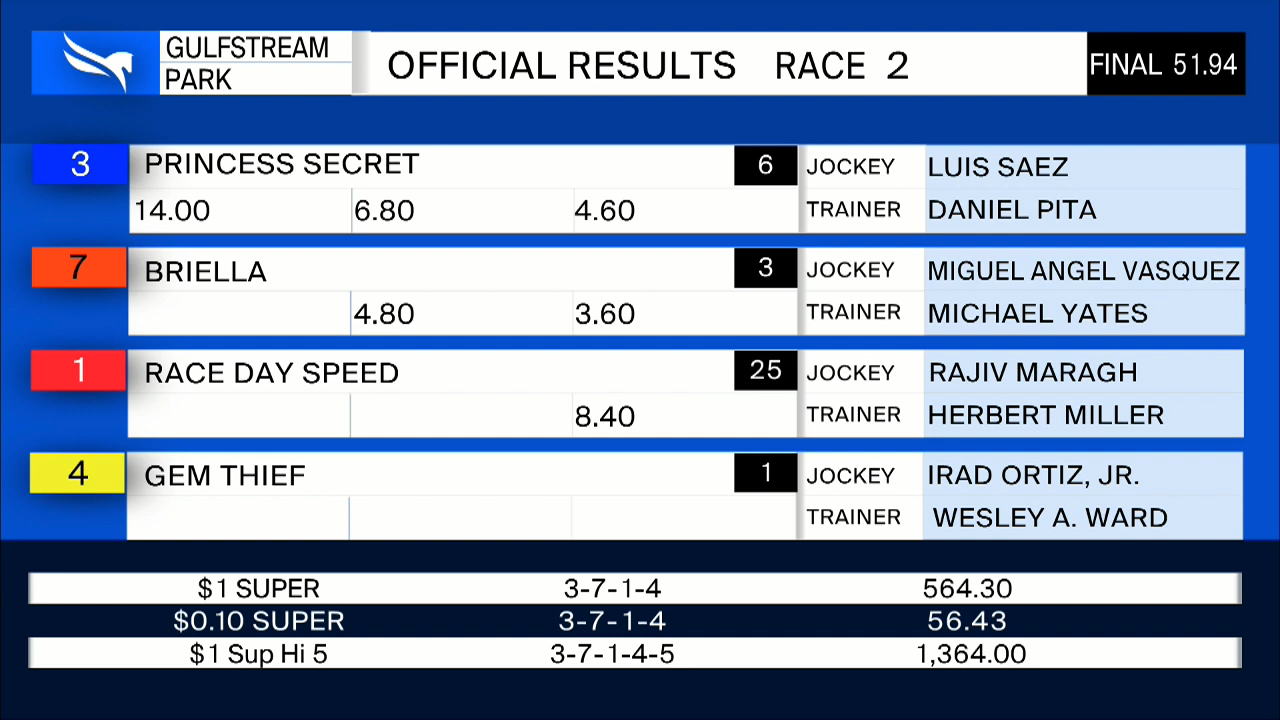 GULFSTREAM
PARK
OFFICIAL RESULTS RACE 2
FINAL 51.94
3 PRINCESS SECRET 6 JOCKEY LUIS SAEZ
14.00 6.80 4.60 TRAINER DANIEL PITA
7 BRIELLA 3 JOCKEY MIGUEL ANGEL VASQUEZ
4.80 3.60 TRAINER MICHAEL YATES
1 RACE DAY SPEED 25 JOCKEY RAJIV MARAGH
8.40 TRAINER HERBERT MILLER
4 GEM THIEF 1 JOCKEY IRAD ORTIZ, JR.
TRAINER WESLEY A. WARD
$1 SUPER 3-7-1-4 564.30
$0.10 SUPER 3-7-1-4 56.43
$1 Sup Hi 5 3-7-1-4-5 1,364.00